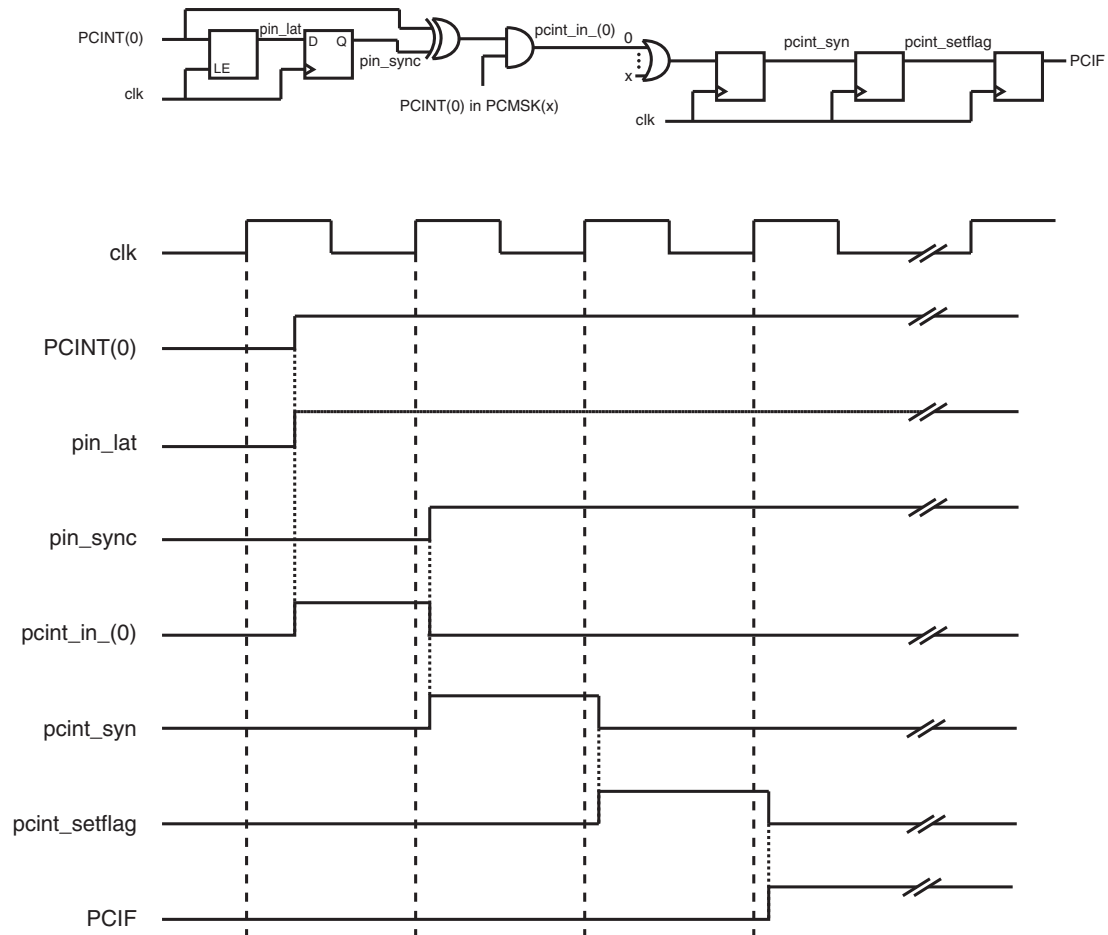 PCINT(0)
pin_lat
D Q
LE
pin_sync
clk
PCINT(0) in PCMSK(x)
pcint_in_(0)
0
x
clk
pcint_syn
pcint_setflag
PCIF
clk
PCINT(0)
pin_lat
pin_sync
pcint_in_(0)
pcint_syn
pcint_setflag
PCIF